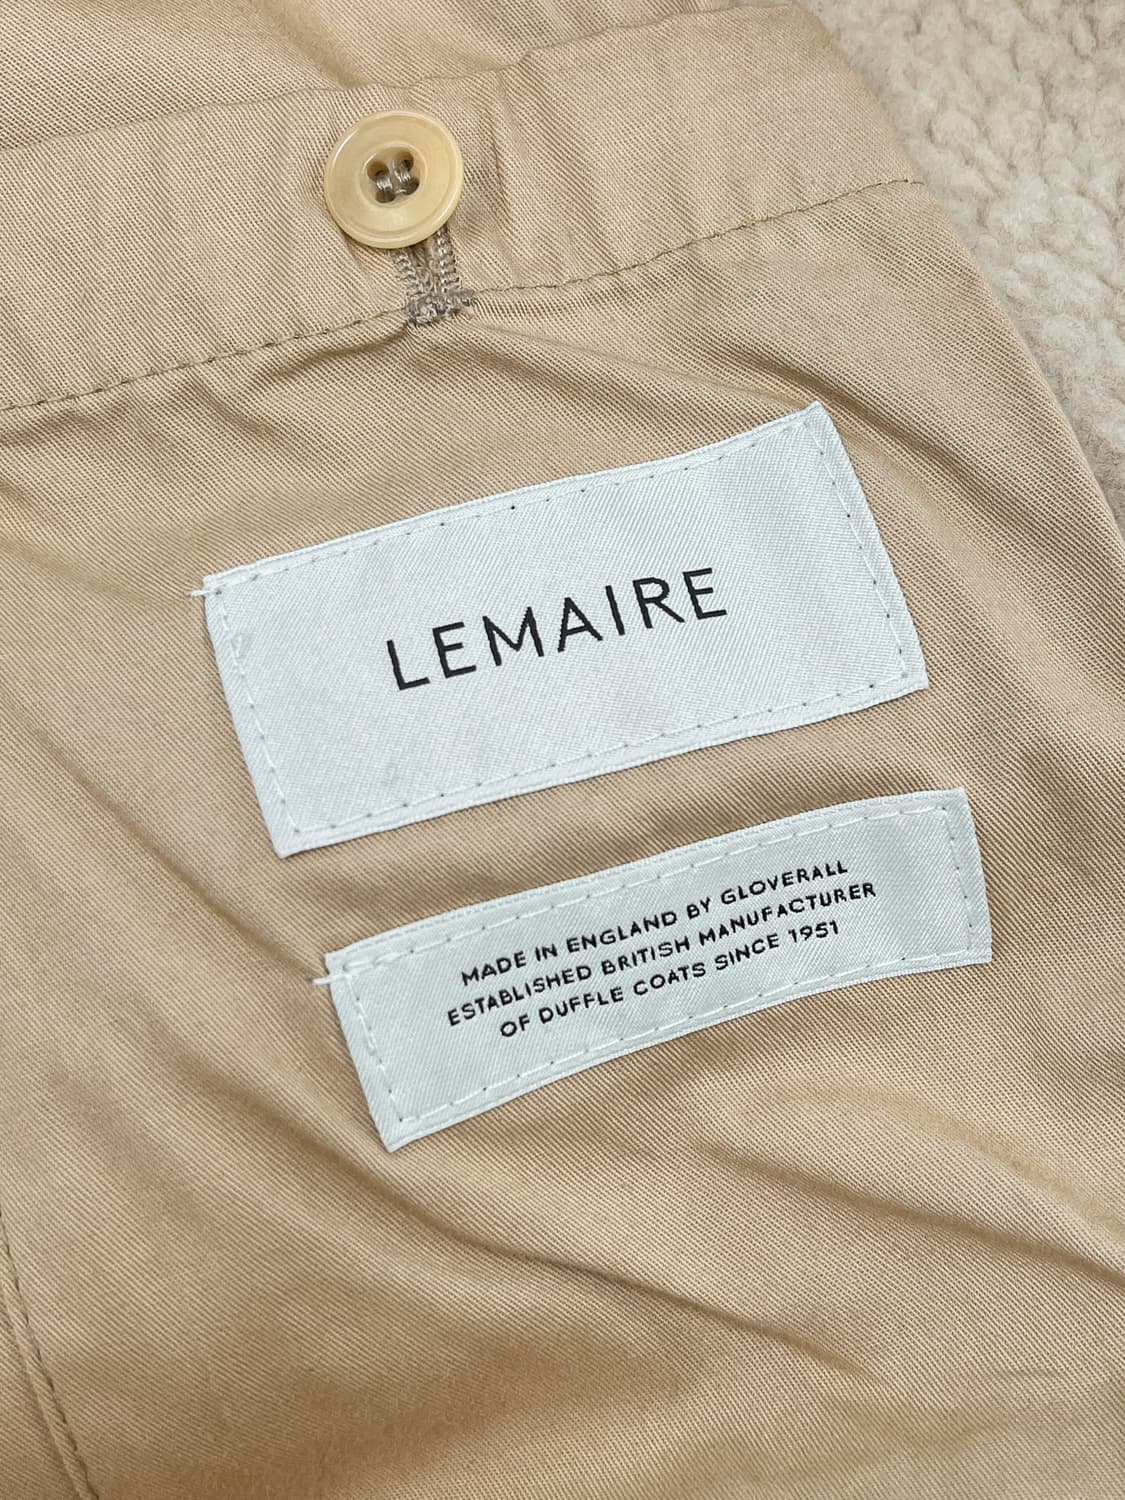 LEMAIRE
MADE IN ENGLAND BY GLOVERALL
ESTABLISHED BRITISH MANUFACTURER
OF DUFFLE COATS SINCE 1951